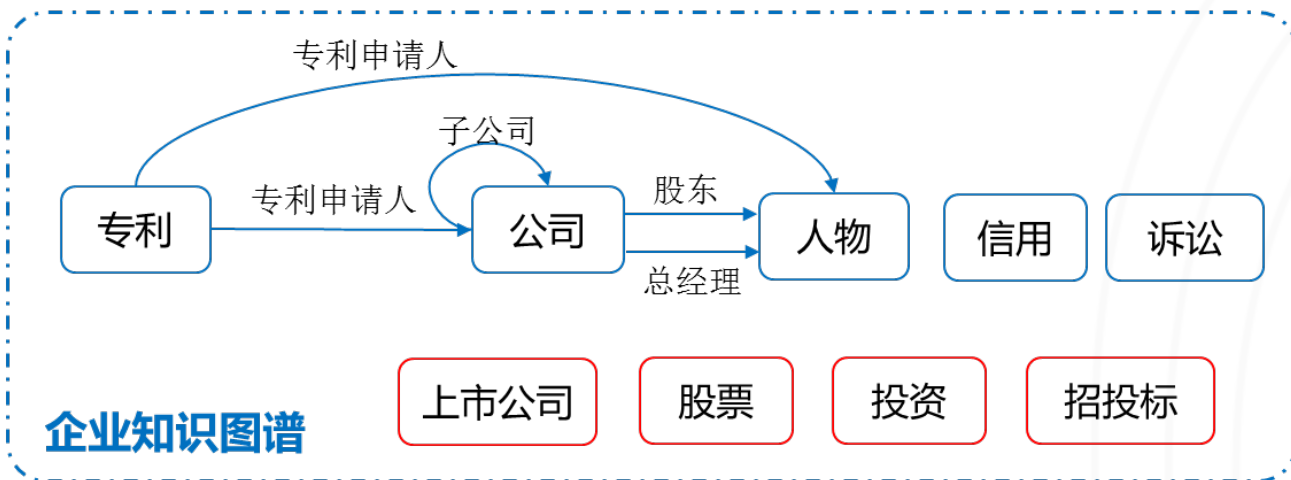 专利申请人
子公司
专利申请人
股东
专利
公司
人物
信用
诉讼
总经理
上市公司
股票
投资
招投标
企业知识图谱